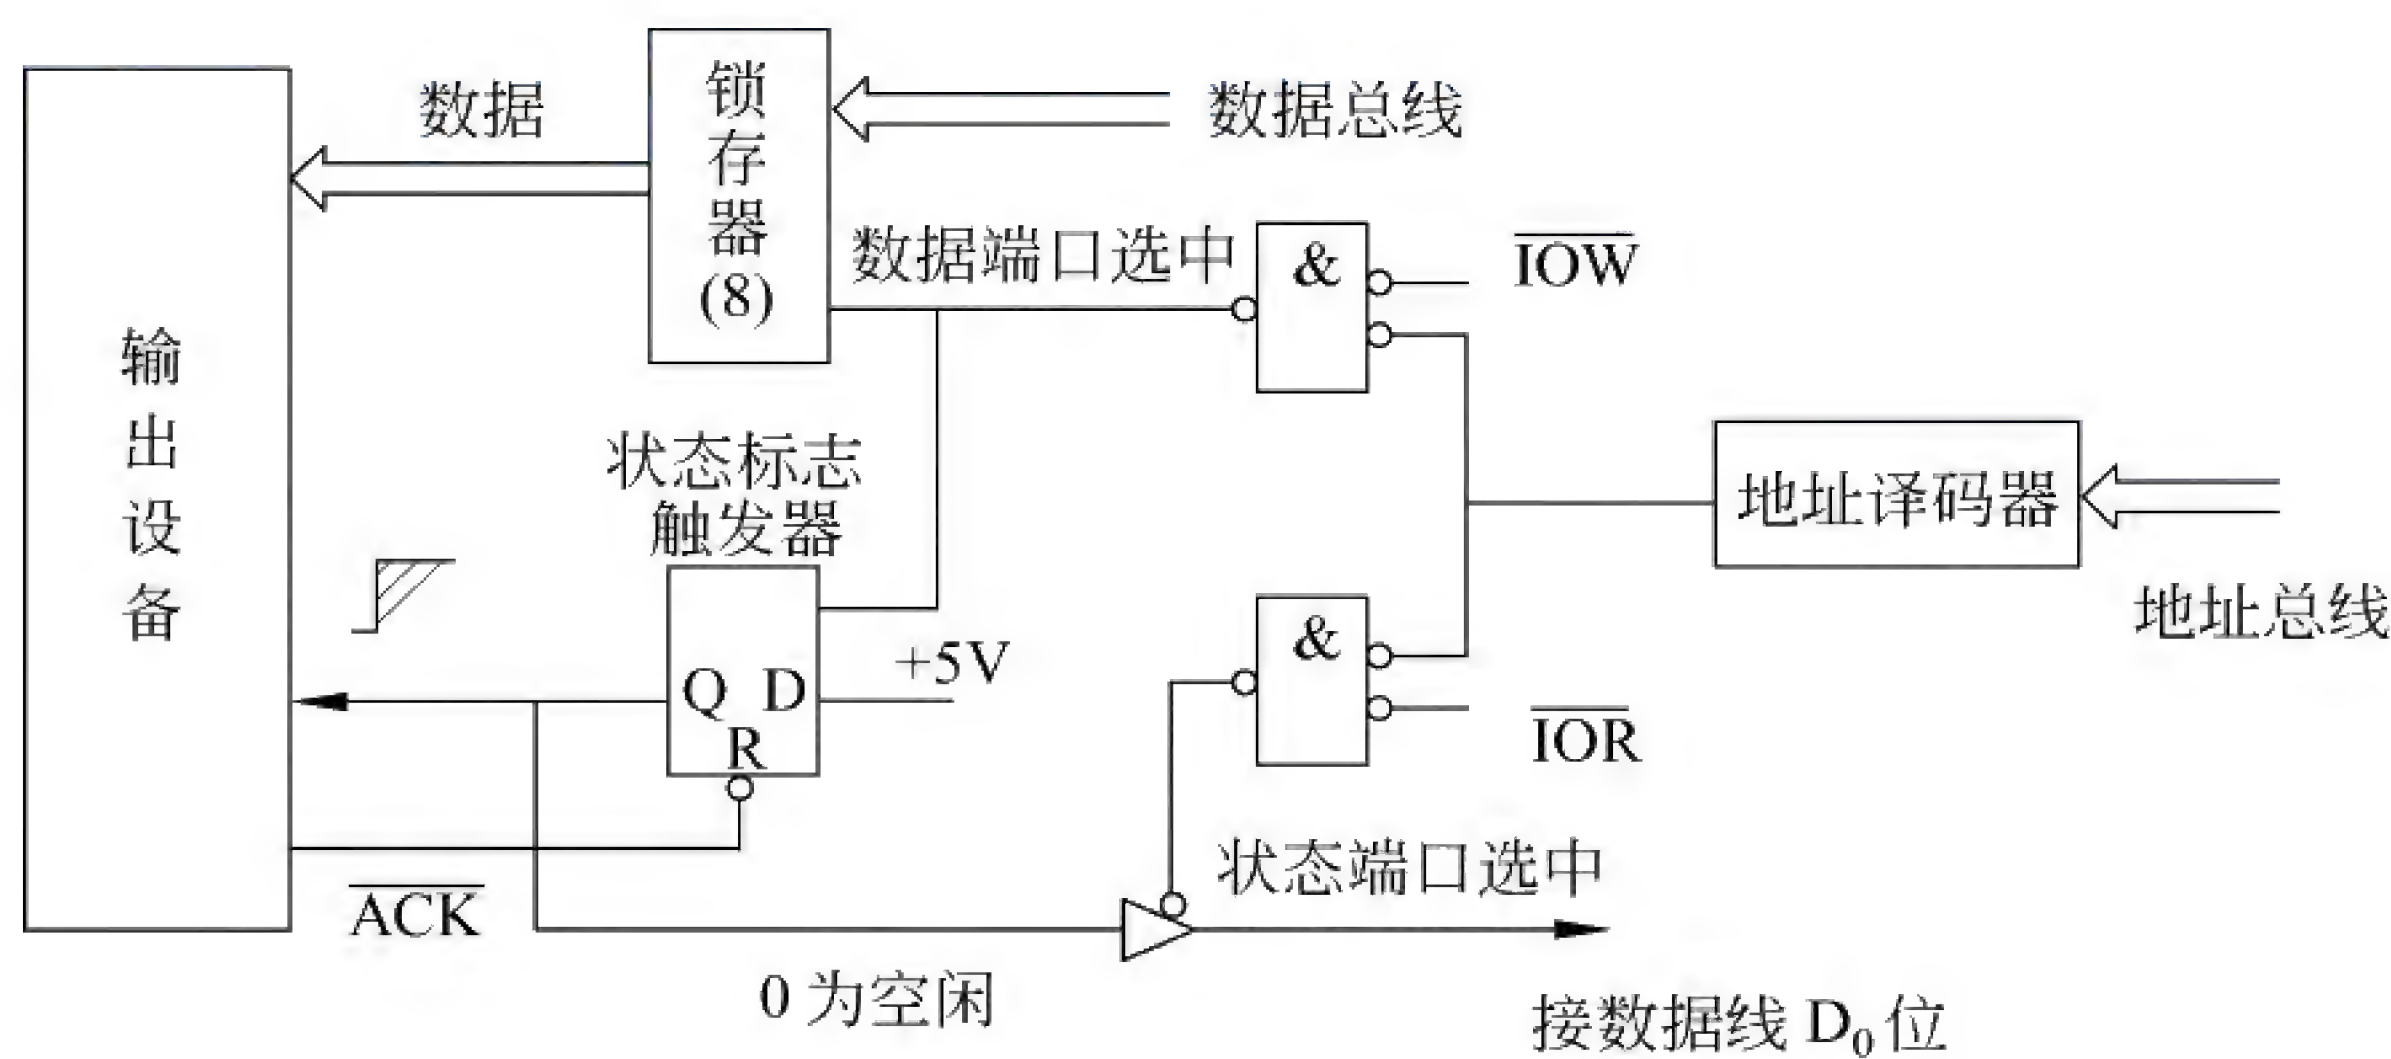 输出设备
数据
锁存器
(8)
数据总线
数据端口选中
&
IOW
状态标志
触发器
Q D
R
+5V
地址译码器
地址总线
&
IOR
ACK
状态端口选中
0 为空闲
接数据线 D₀ 位